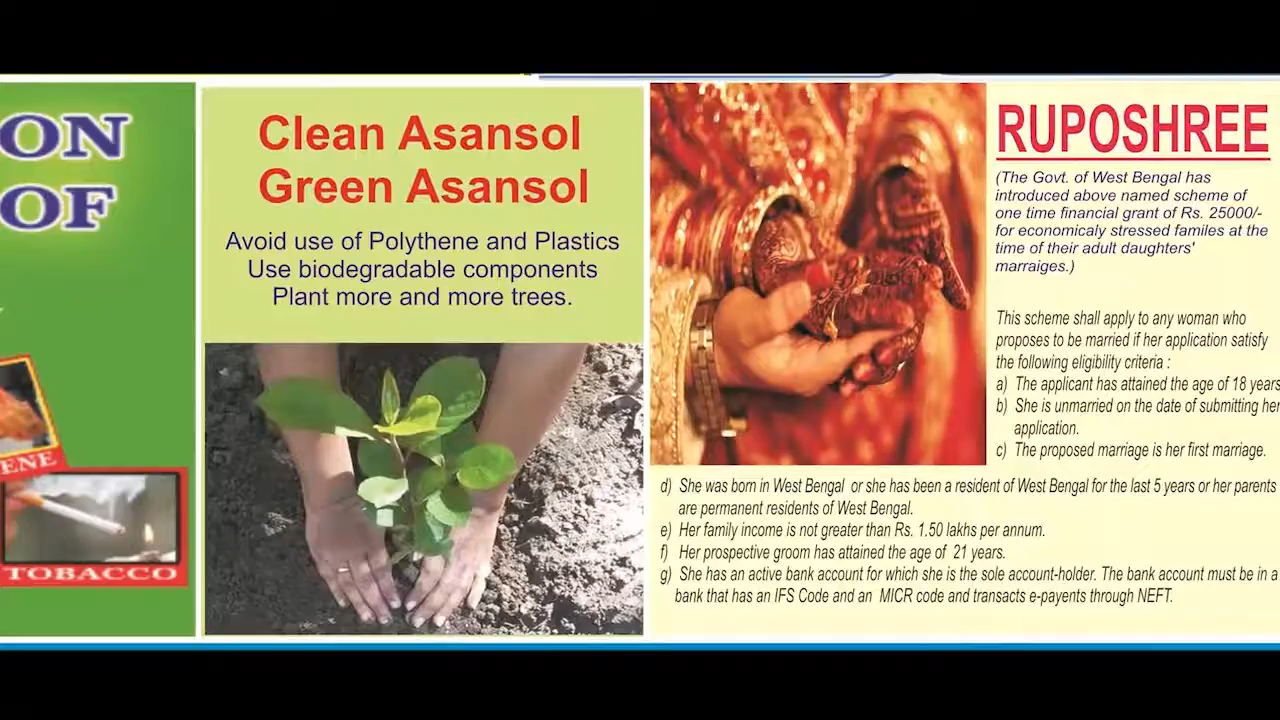 ON
OF
ENE
TOBACCO
Clean Asansol
Green Asansol
Avoid use of Polythene and Plastics
Use biodegradable components
Plant more and more trees.
RUPOSHREE
(The Govt. of West Bengal has
introduced above named scheme of
one time financial grant of Rs. 25000/-
for economicaly stressed familes at the
time of their adult daughters'
marraiges.)
This scheme shall apply to any woman who
proposes to be married if her application satisfy
the following eligibility criteria :
a) The applicant has attained the age of 18 years
b) She is unmarried on the date of submitting her
application.
c) The proposed marriage is her first marriage.
d) She was born in West Bengal or she has been a resident of West Bengal for the last 5 years or her parents
are permanent residents of West Bengal.
e) Her family income is not greater than Rs. 1.50 lakhs per annum.
f) Her prospective groom has attained the age of 21 years.
g) She has an active bank account for which she is the sole account-holder. The bank account must be in a
bank that has an IFS Code and an MICR code and transacts e-payents through NEFT.